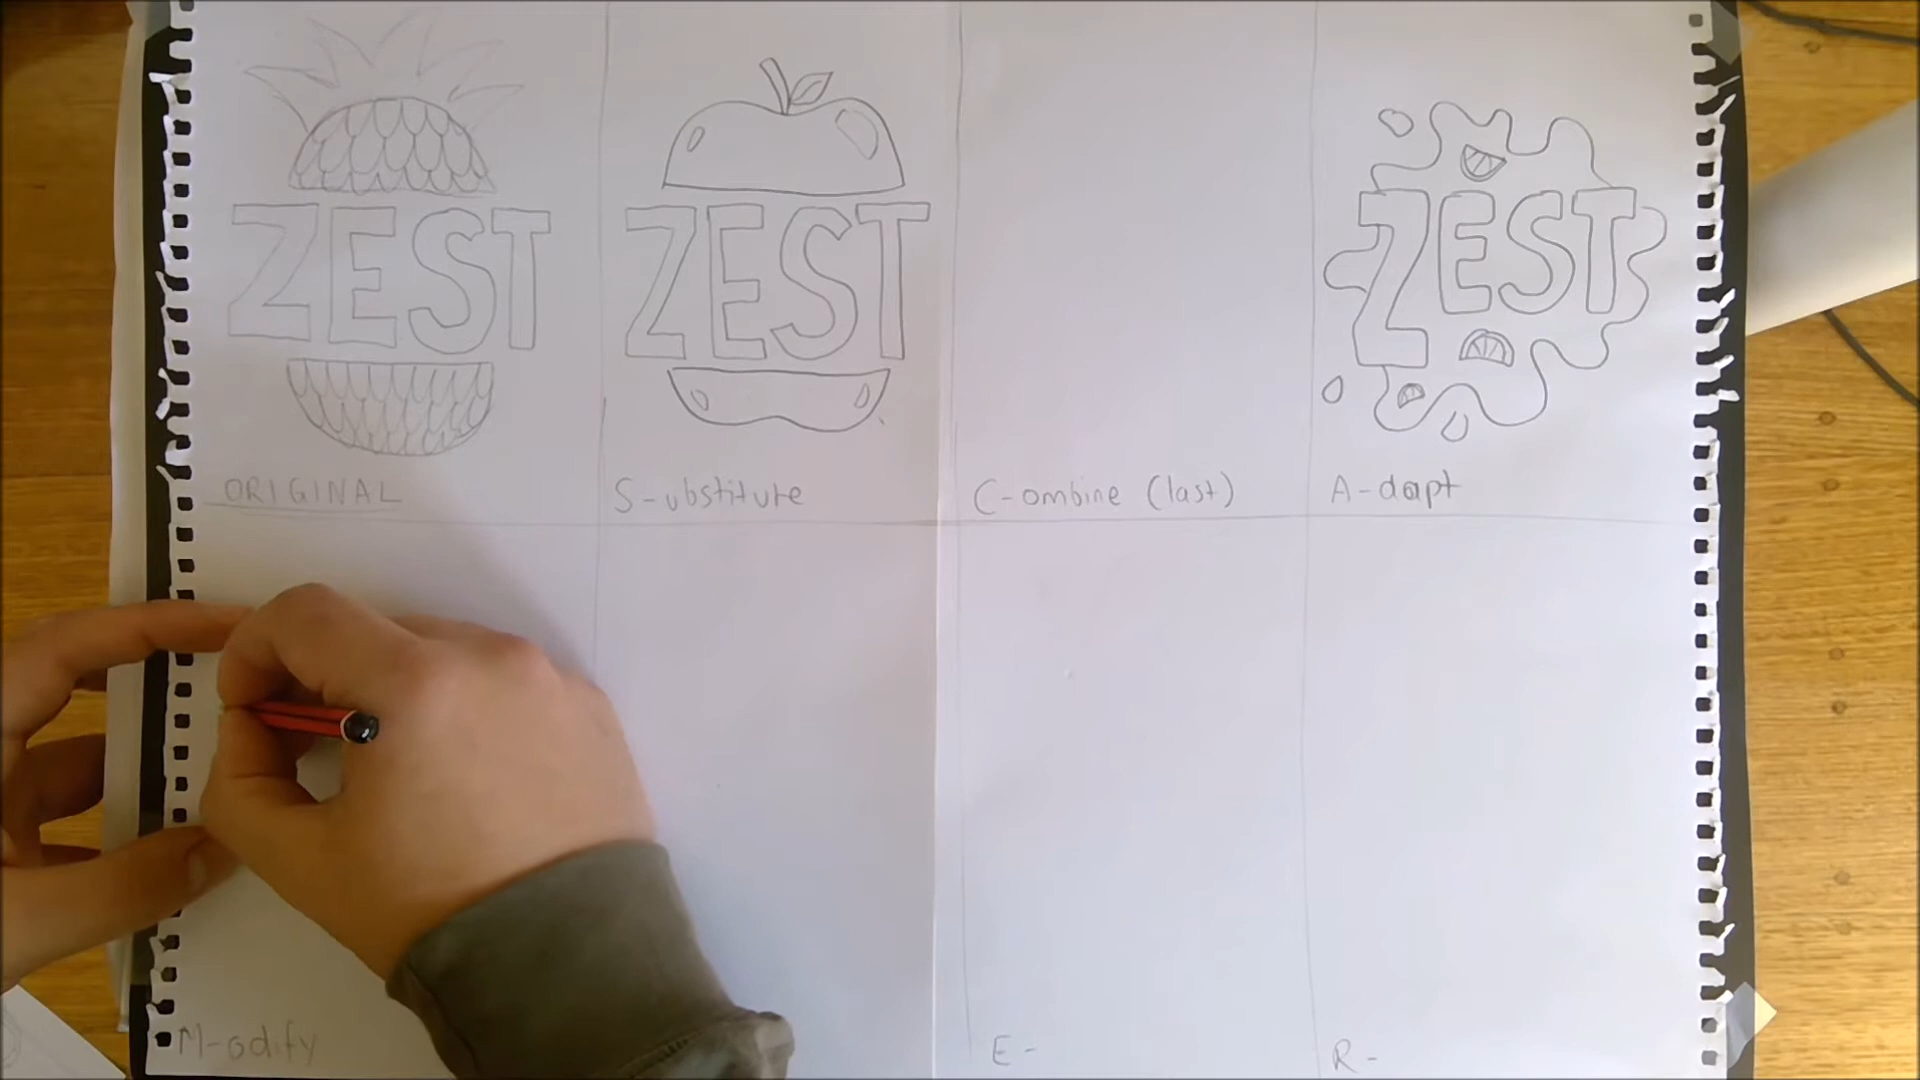 ZEST
ZEST
ZEST
ORIGINAL
S-ubstitute
C-ombine (last)
A-dapt
M-odify
E-
R-